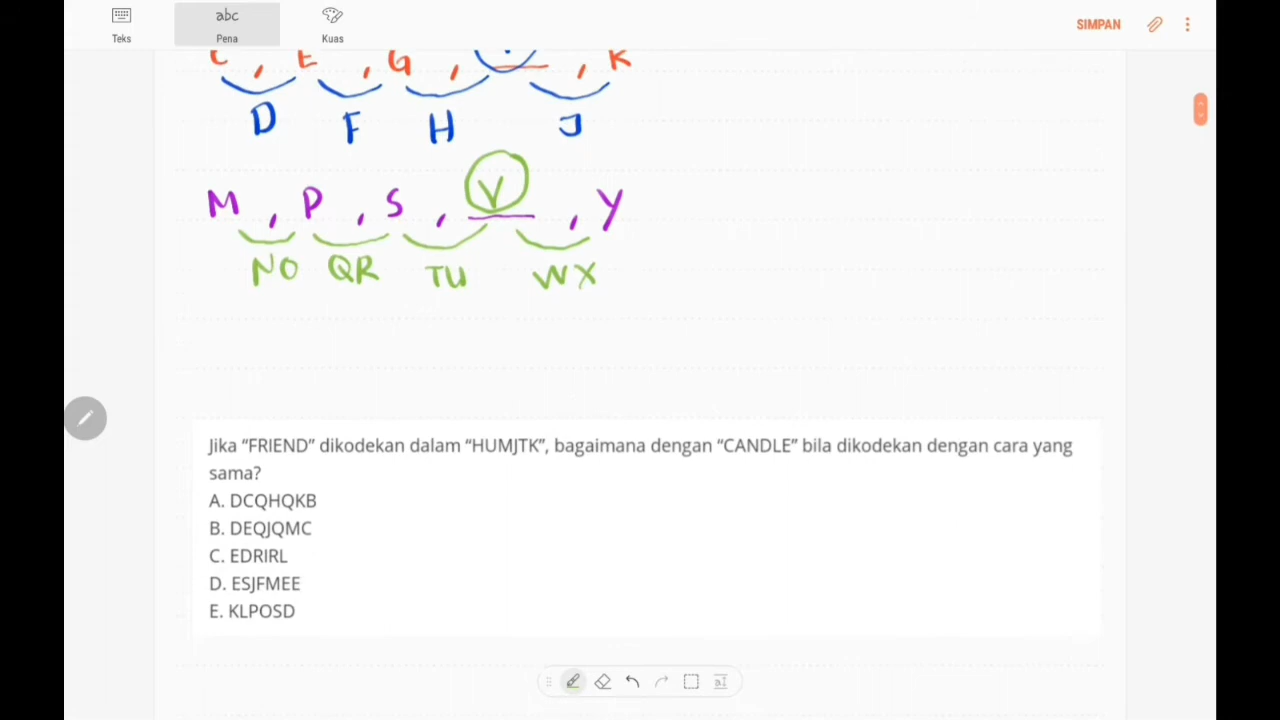 Teks
abc
Pena
Kuas
SIMPAN
C , E , G , , K
D F H J
M , P , S , V , Y
NO QR TU WX
Jika “FRIEND” dikodekan dalam “HUMJTK”, bagaimana dengan “CANDLE” bila dikodekan dengan cara yang
sama?
A. DCQHQKB
B. DEQJQMC
C. EDRIRL
D. ESJFMEE
E. KLPOSD